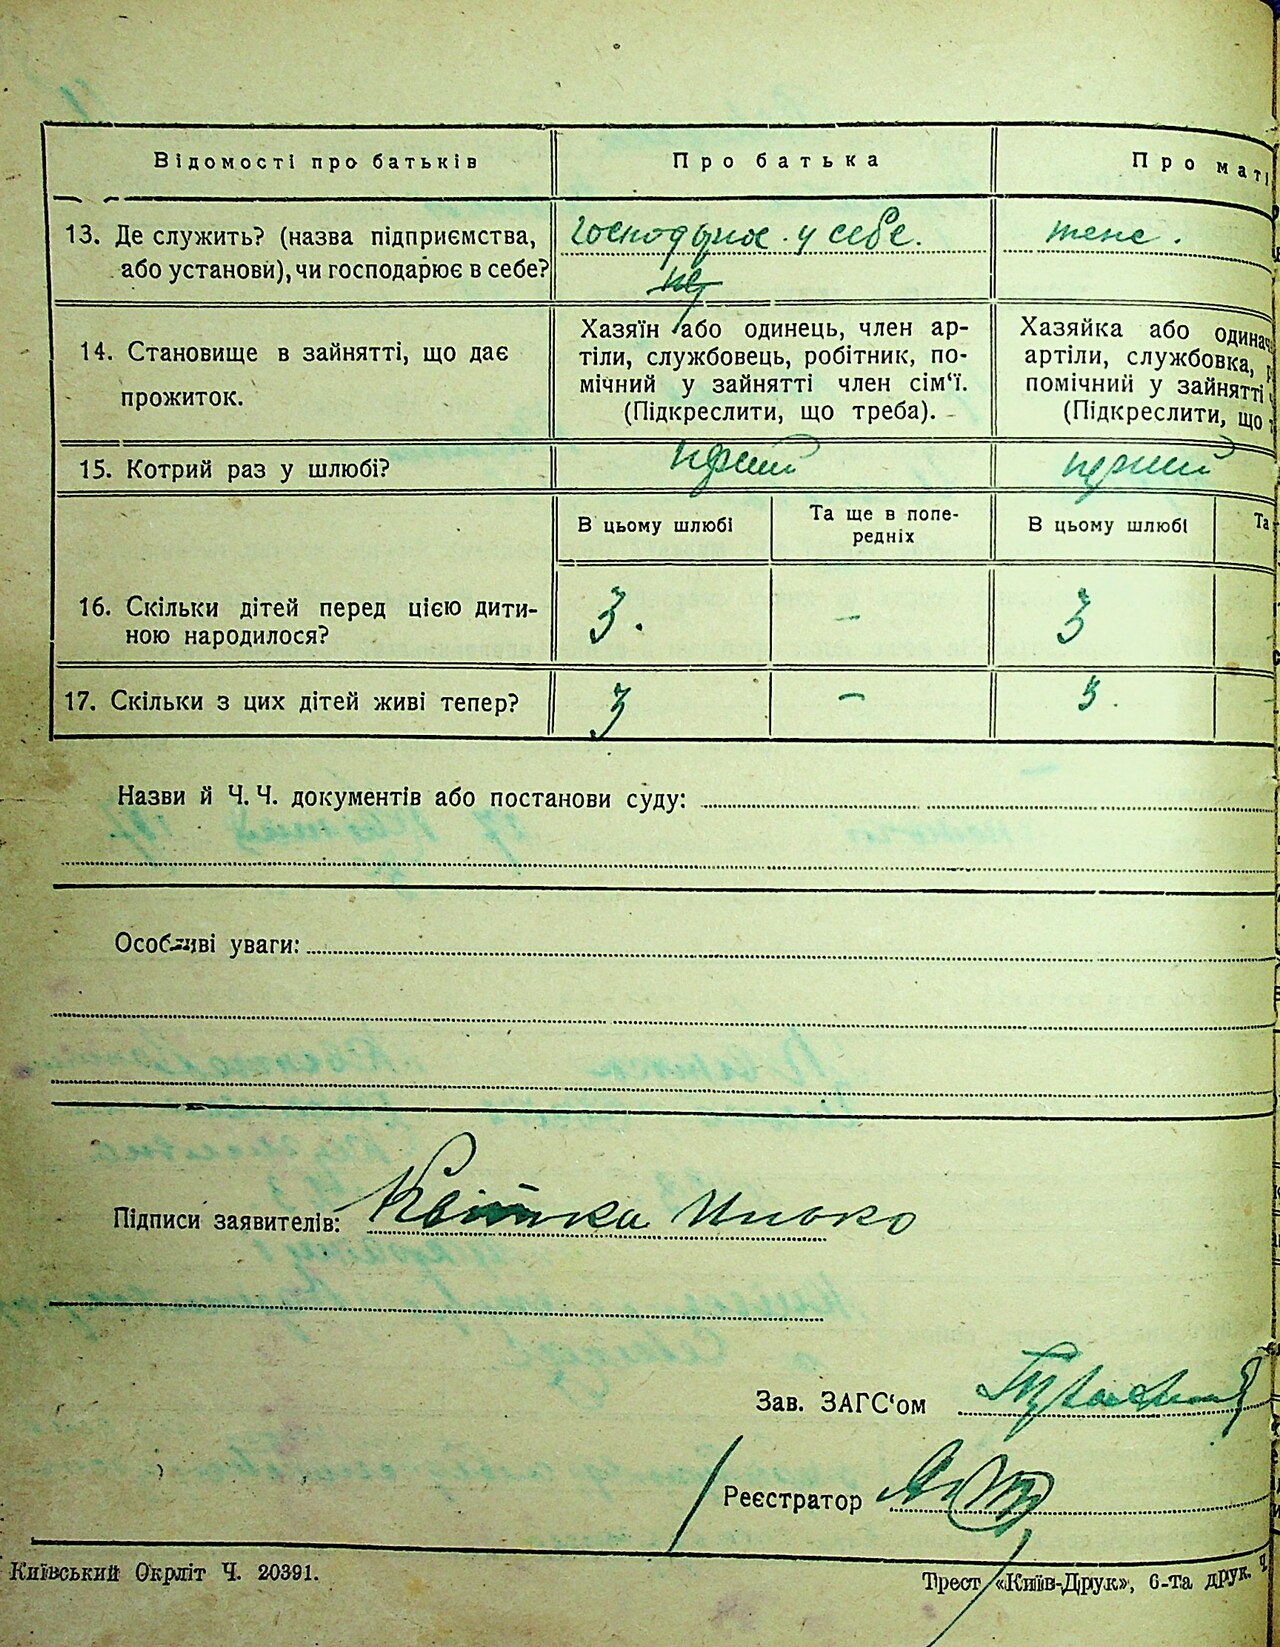 Відомості про батьків
Про батька
Про маті
13. Де служить? (назва підприємства,
або установи), чи господарює в себе?
господарює у себе.
теж.
14. Становище в зайнятті, що дає
прожиток.
Хазяїн або одинець, член ар-
тіли, службовець, робітник, по-
мічний у зайнятті член сім‘ї.
(Підкреслити, що треба).
Хазяйка або одинач
артіли, службовка, р
помічний у зайнятті ч
(Підкреслити, що т
15. Котрий раз у шлюбі?
перший
перший
В цьому шлюбі
Та ще в попе-
редніх
В цьому шлюбі
Та
16. Скільки дітей перед цією дити-
ною народилося?
3.
-
3
17. Скільки з цих дітей живі тепер?
3
-
3.
Назви й Ч. Ч. документів або постанови суду:
Особливі уваги:
Підписи заявителів: Квітка
Зав. ЗАГС‘ом
Реєстратор
Київський Окрліт Ч. 20391.
Трест «Київ-Друк», 6-та друк. Ч